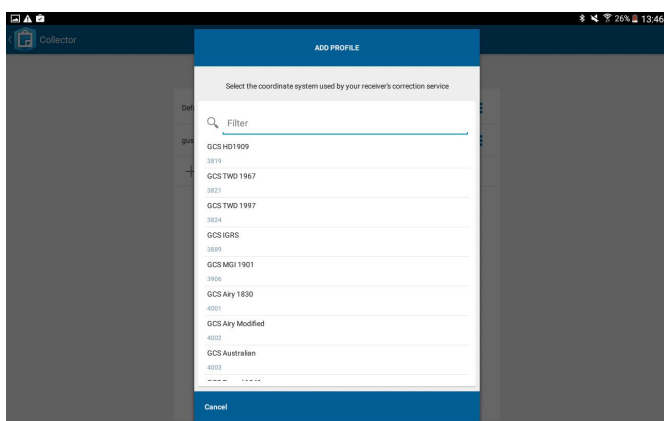 26% 13:46
Collector
ADD PROFILE
Select the coordinate system used by your receiver's correction service
Def
gus
Filter
GCS HD1909
3819
GCS TWD 1967
3821
GCS TWD 1997
3824
GCS IGRS
3889
GCS MGI 1901
3906
GCS Airy 1830
4001
GCS Airy Modified
4002
GCS Australian
4003
Cancel